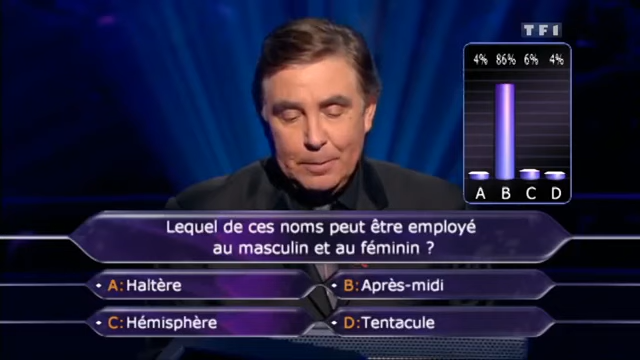 TF1
4% 86% 6% 4%
A B C D
Lequel de ces noms peut être employé
au masculin et au féminin ?
A: Haltère
B: Après-midi
C: Hémisphère
D: Tentacule